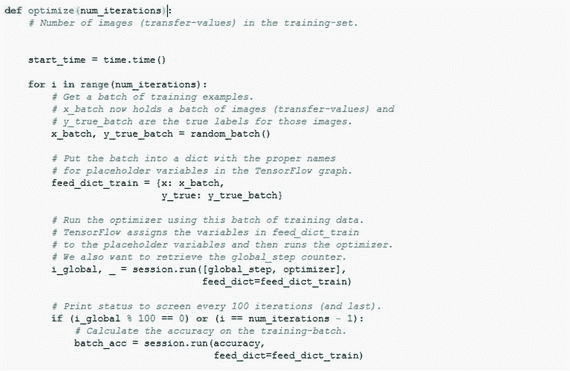 def optimize(num_iterations):
# Number of images (transfer-values) in the training-set.
start_time = time.time()
for i in range(num_iterations):
# Get a batch of training examples.
# x_batch now holds a batch of images (transfer-values) and
# y_true_batch are the true labels for those images.
x_batch, y_true_batch = random_batch()
# Put the batch into a dict with the proper names
# for placeholder variables in the TensorFlow graph.
feed_dict_train = {x: x_batch,
y_true: y_true_batch}
# Run the optimizer using this batch of training data.
# TensorFlow assigns the variables in feed_dict_train
# to the placeholder variables and then runs the optimizer.
# We also want to retrieve the global_step counter.
i_global, _ = session.run([global_step, optimizer],
feed_dict=feed_dict_train)
# Print status to screen every 100 iterations (and last).
if (i_global % 100 == 0) or (i == num_iterations - 1):
# Calculate the accuracy on the training-batch.
batch_acc = session.run(accuracy,
feed_dict=feed_dict_train)